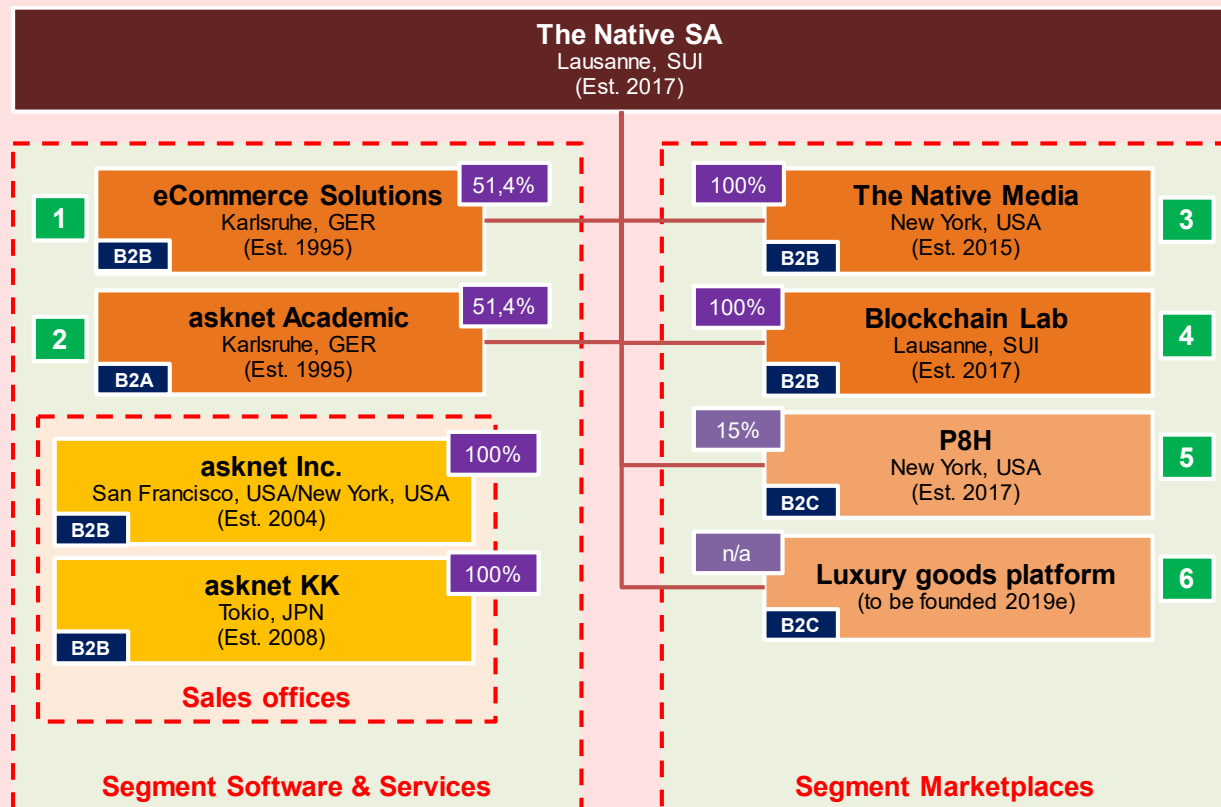 The Native SA
Lausanne, SUI
(Est. 2017)
1
51,4%
eCommerce Solutions
Karlsruhe, GER
(Est. 1995)
B2B
2
51,4%
asknet Academic
Karlsruhe, GER
(Est. 1995)
B2A
100%
asknet Inc.
San Francisco, USA/New York, USA
(Est. 2004)
B2B
100%
asknet KK
Tokio, JPN
(Est. 2008)
B2B
Sales offices
Segment Software & Services
100%
The Native Media
New York, USA
(Est. 2015)
B2B
3
100%
Blockchain Lab
Lausanne, SUI
(Est. 2017)
B2B
4
15%
P8H
New York, USA
(Est. 2017)
B2C
5
n/a
Luxury goods platform
(to be founded 2019e)
B2C
6
Segment Marketplaces